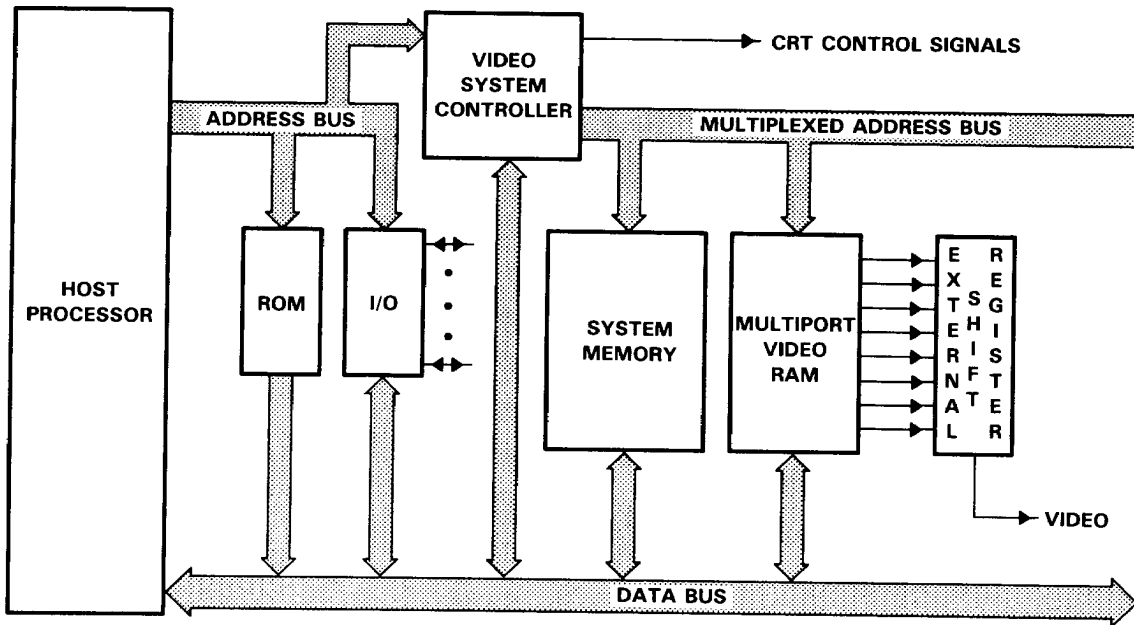 VIDEO
SYSTEM
CONTROLLER
CRT CONTROL SIGNALS
ADDRESS BUS
MULTIPLEXED ADDRESS BUS
HOST
PROCESSOR
ROM
I/O
SYSTEM
MEMORY
MULTIPORT
VIDEO
RAM
EXTERNAL
SHIFT
REGISTER
VIDEO
DATA BUS